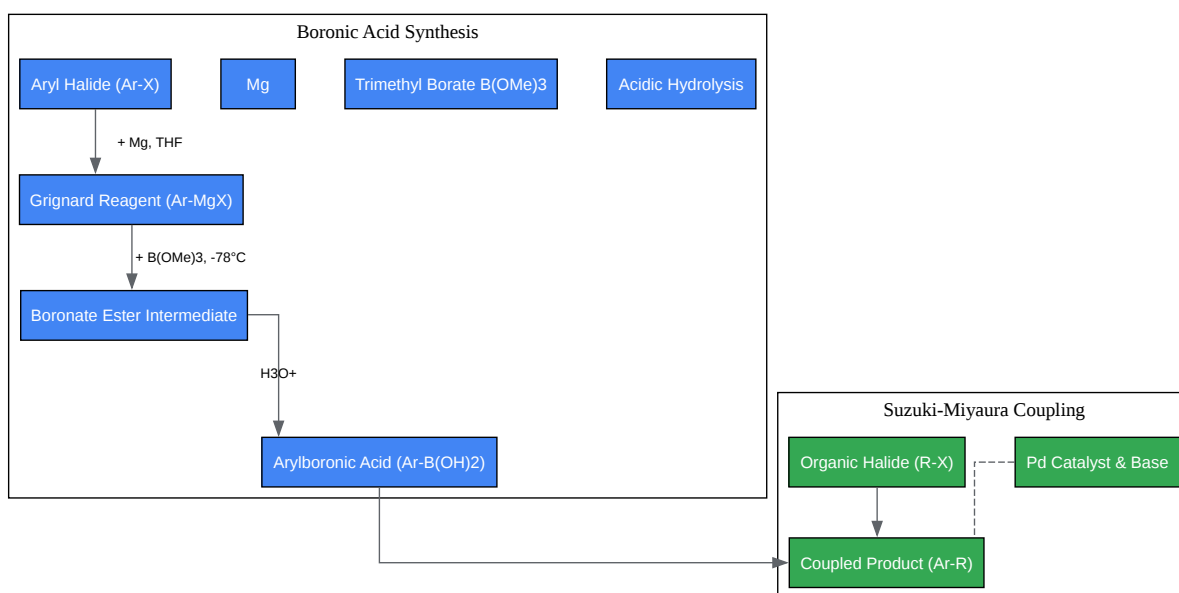 Boronic Acid Synthesis
Aryl Halide (Ar-X)
Mg
Trimethyl Borate B(OMe)3
Acidic Hydrolysis
+ Mg, THF
Grignard Reagent (Ar-MgX)
+ B(OMe)3, -78°C
Boronate Ester Intermediate
H3O+
Arylboronic Acid (Ar-B(OH)2)
Suzuki-Miyaura Coupling
Organic Halide (R-X)
Pd Catalyst & Base
Coupled Product (Ar-R)